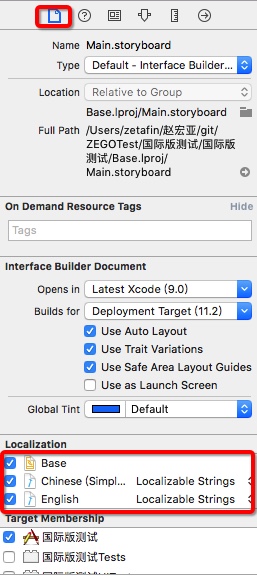 Name Main.storyboard
Type Default - Interface Builder...
Location Relative to Group
Base.lproj/Main.storyboard
Full Path /Users/zetafin/赵宏亚/git/
ZEGOTest/国际版测试/国际版
测试/Base.lproj/
Main.storyboard
On Demand Resource Tags Hide
Tags
Interface Builder Document
Opens in Latest Xcode (9.0)
Builds for Deployment Target (11.2)
Use Auto Layout
Use Trait Variations
Use Safe Area Layout Guides
Use as Launch Screen
Global Tint Default
Localization
Base
Chinese (Simpl... Localizable Strings
English Localizable Strings
Target Membership
国际版测试
国际版测试Tests